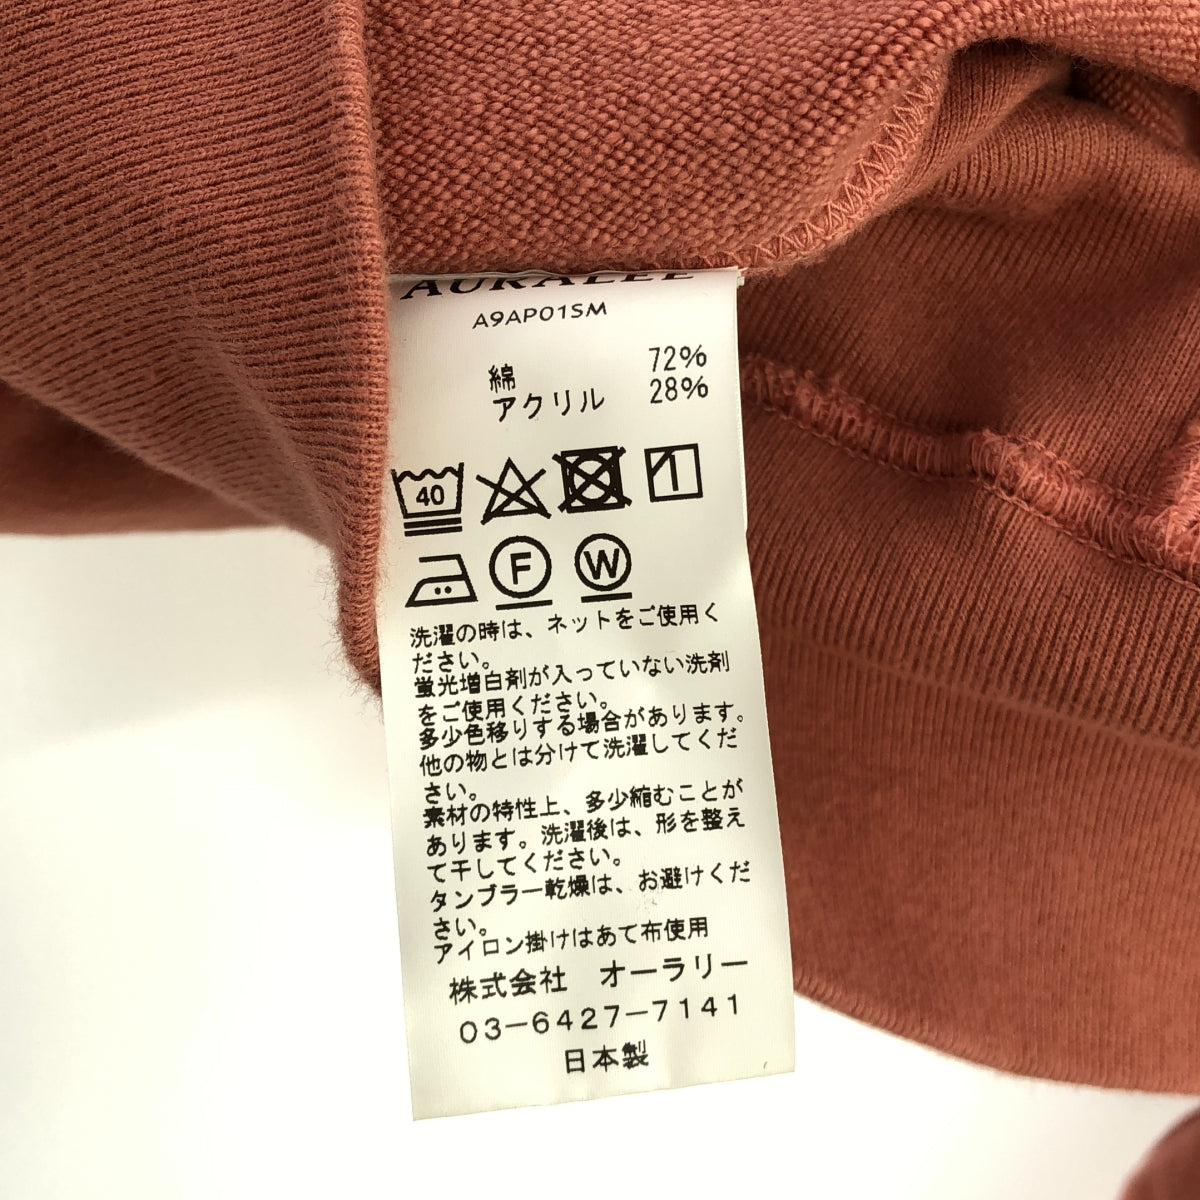 AURALEE
A9AP01SM
綿 72%
アクリル 28%
40
1
F W
洗濯の時は、ネットをご使用く
ださい。
蛍光増白剤が入っていない洗剤
をご使用ください。
多少色移りする場合があります。
他の物とは分けて洗濯してくだ
さい。
素材の特性上、多少縮むことが
あります。洗濯後は、形を整え
て干してください。
タンブラー乾燥は、お避けくだ
さい。
アイロン掛けはあて布使用
株式会社 オーラリー
03-6427-7141
日本製